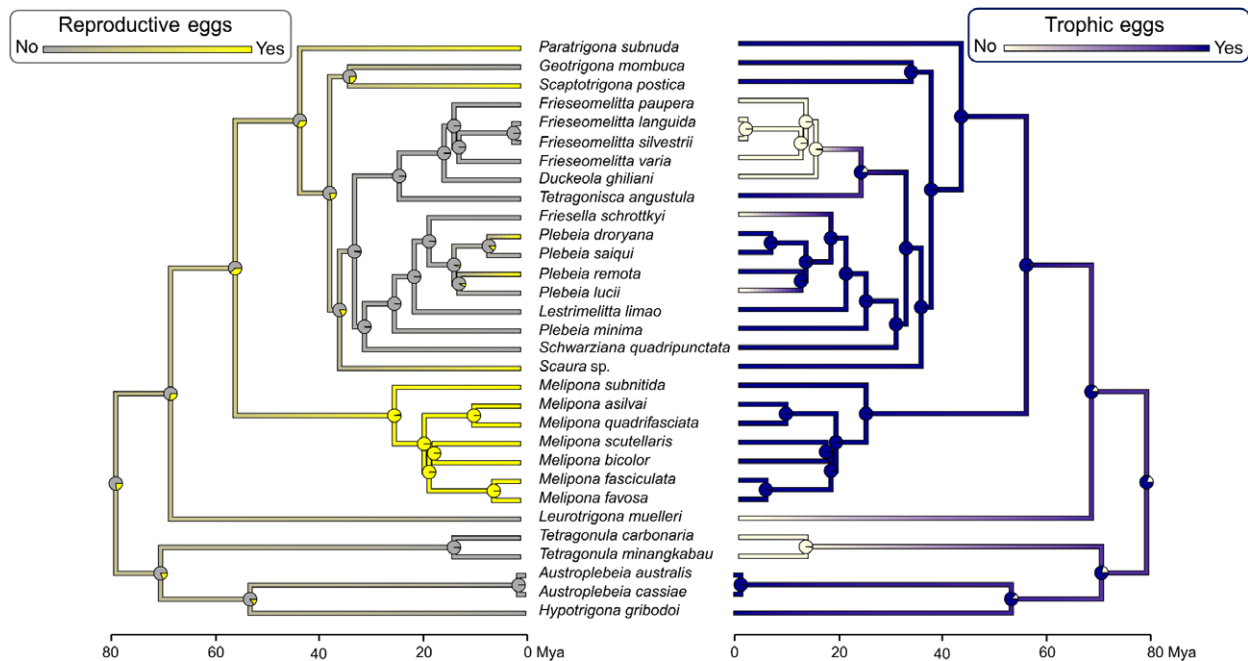 Reproductive eggs
No Yes
Trophic eggs
No Yes
Paratrigona subnuda
Geotrigona mombuca
Scaptotrigona postica
Frieseomelitta paupera
Frieseomelitta languida
Frieseomelitta silvestrii
Frieseomelitta varia
Duckeola ghiliani
Tetragonisca angustula
Friesella schrottkyi
Plebeia droryana
Plebeia saiqui
Plebeia remota
Plebeia lucii
Lestrimelitta limao
Plebeia minima
Schwarziana quadripunctata
Scaura sp.
Melipona subnitida
Melipona asilvai
Melipona quadrifasciata
Melipona scutellaris
Melipona bicolor
Melipona fasciculata
Melipona favosa
Leurotrigona muelleri
Tetragonula carbonaria
Tetragonula minangkabau
Austroplebeia australis
Austroplebeia cassiae
Hypotrigona gribodoi
80 60 40 20 0 Mya
0 20 40 60 80 Mya